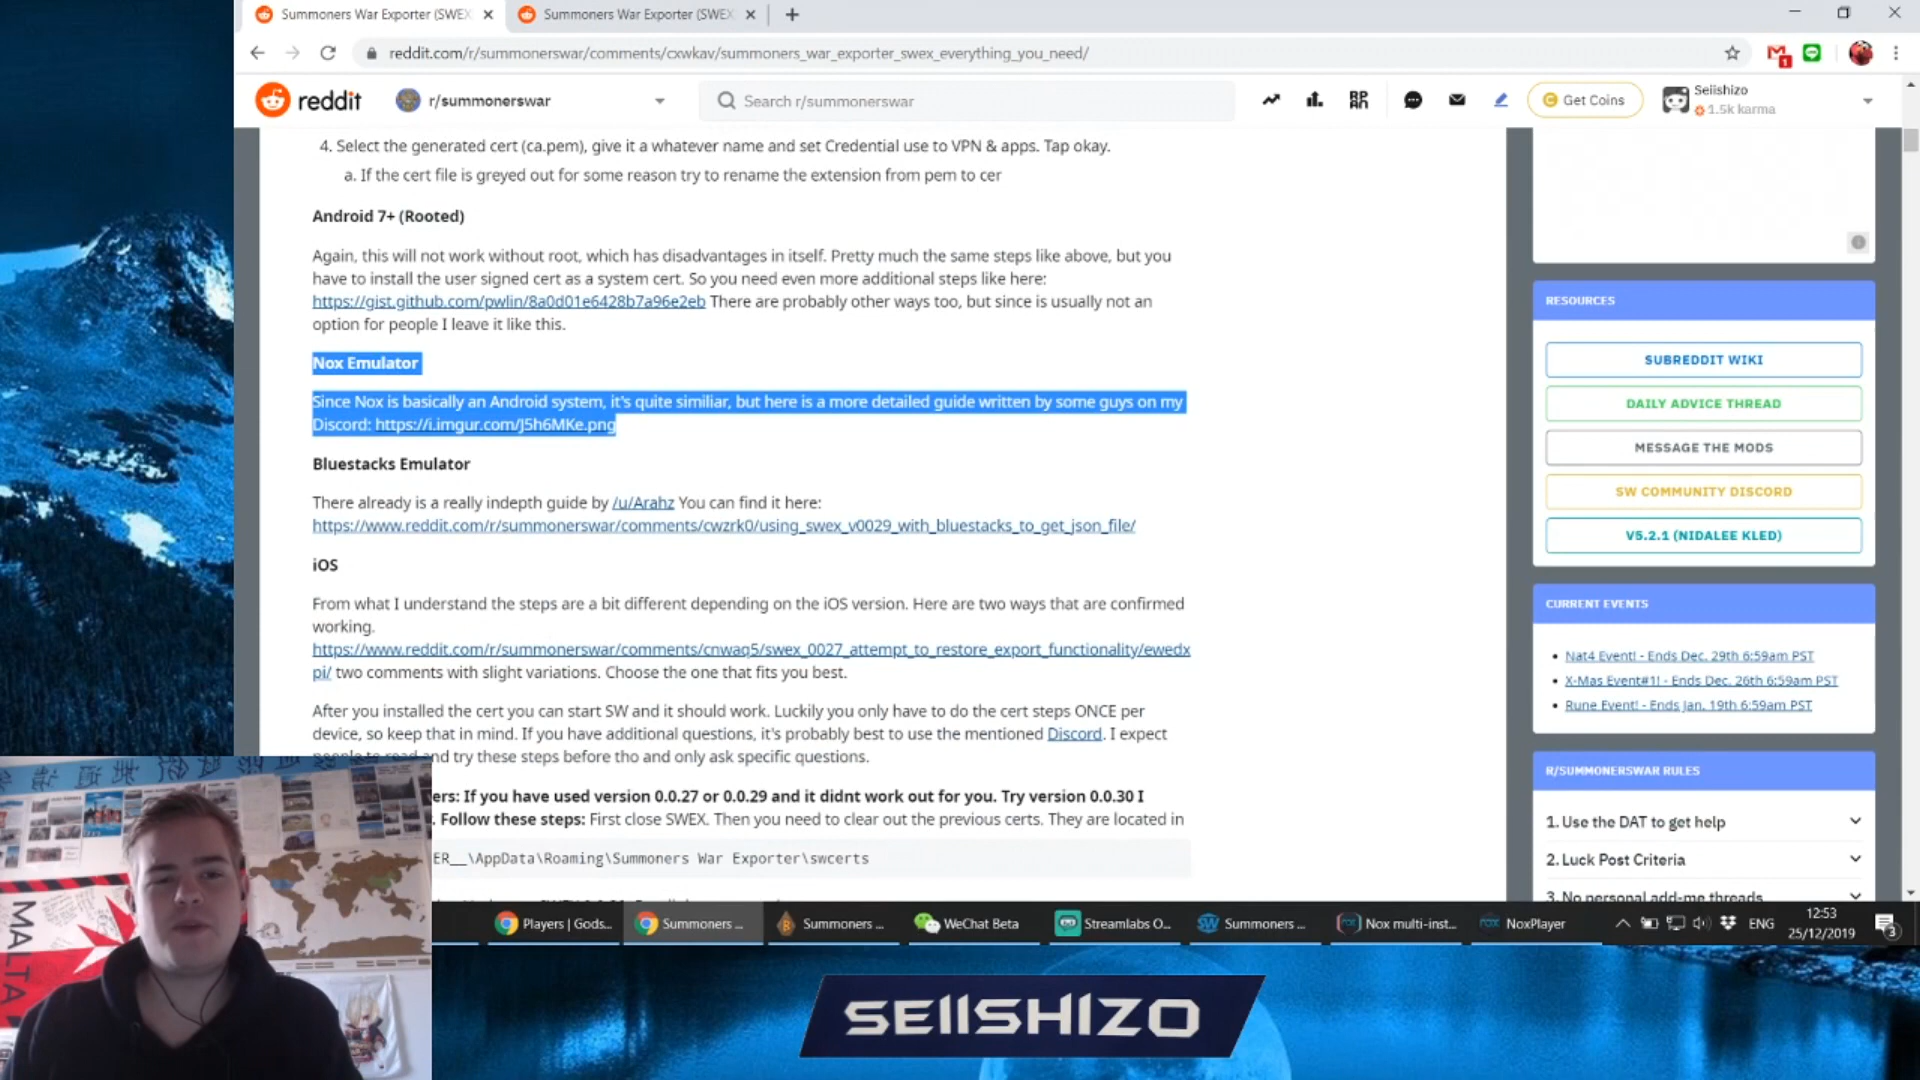 Summoners War Exporter (SWEX
Summoners War Exporter (SWEX
reddit.com/r/summonerswar/comments/cxwkav/summoners_war_exporter_swex_everything_you_need/
1
reddit
r/summonerswar
Search r/summonerswar
Get Coins
Seiishizo
1.5k karma
4. Select the generated cert (ca.pem), give it a whatever name and set Credential use to VPN & apps. Tap okay.
a. If the cert file is greyed out for some reason try to rename the extension from pem to cer
Android 7+ (Rooted)
Again, this will not work without root, which has disadvantages in itself. Pretty much the same steps like above, but you
have to install the user signed cert as a system cert. So you need even more additional steps like here:
https://gist.github.com/pwlin/8a0d01e6428b7a96e2eb There are probably other ways too, but since is usually not an
option for people I leave it like this.
Nox Emulator
Since Nox is basically an Android system, it's quite similiar, but here is a more detailed guide written by some guys on my
Discord: https://i.imgur.com/J5h6MKe.png
Bluestacks Emulator
There already is a really indepth guide by /u/Arahz You can find it here:
https://www.reddit.com/r/summonerswar/comments/cwzrk0/using_swex_v0029_with_bluestacks_to_get_json_file/
iOS
From what I understand the steps are a bit different depending on the iOS version. Here are two ways that are confirmed
working.
https://www.reddit.com/r/summonerswar/comments/cnwaq5/swex_0027_attempt_to_restore_export_functionality/ewedx
pi/ two comments with slight variations. Choose the one that fits you best.
After you installed the cert you can start SW and it should work. Luckily you only have to do the cert steps ONCE per
device, so keep that in mind. If you have additional questions, it's probably best to use the mentioned Discord. I expect
people to read and try these steps before tho and only ask specific questions.
ers: If you have used version 0.0.27 or 0.0.29 and it didnt work out for you. Try version 0.0.30 I
. Follow these steps: First close SWEX. Then you need to clear out the previous certs. They are located in
ER__\AppData\Roaming\Summoners War Exporter\swcerts
RESOURCES
SUBREDDIT WIKI
DAILY ADVICE THREAD
MESSAGE THE MODS
SW COMMUNITY DISCORD
V5.2.1 (NIDALEE KLED)
CURRENT EVENTS
• Nat4 Event! - Ends Dec. 29th 6:59am PST
• X-Mas Event#1! - Ends Dec. 26th 6:59am PST
• Rune Event! - Ends Jan. 19th 6:59am PST
R/SUMMONERSWAR RULES
1. Use the DAT to get help
2. Luck Post Criteria
3. No personal add-me threads
Players | Gods...
Summoners ...
Summoners ...
WeChat Beta
Streamlabs O...
Summoners ...
Nox multi-inst...
NoxPlayer
ENG
12:53
25/12/2019
3
MALTA
SEIISHIZO